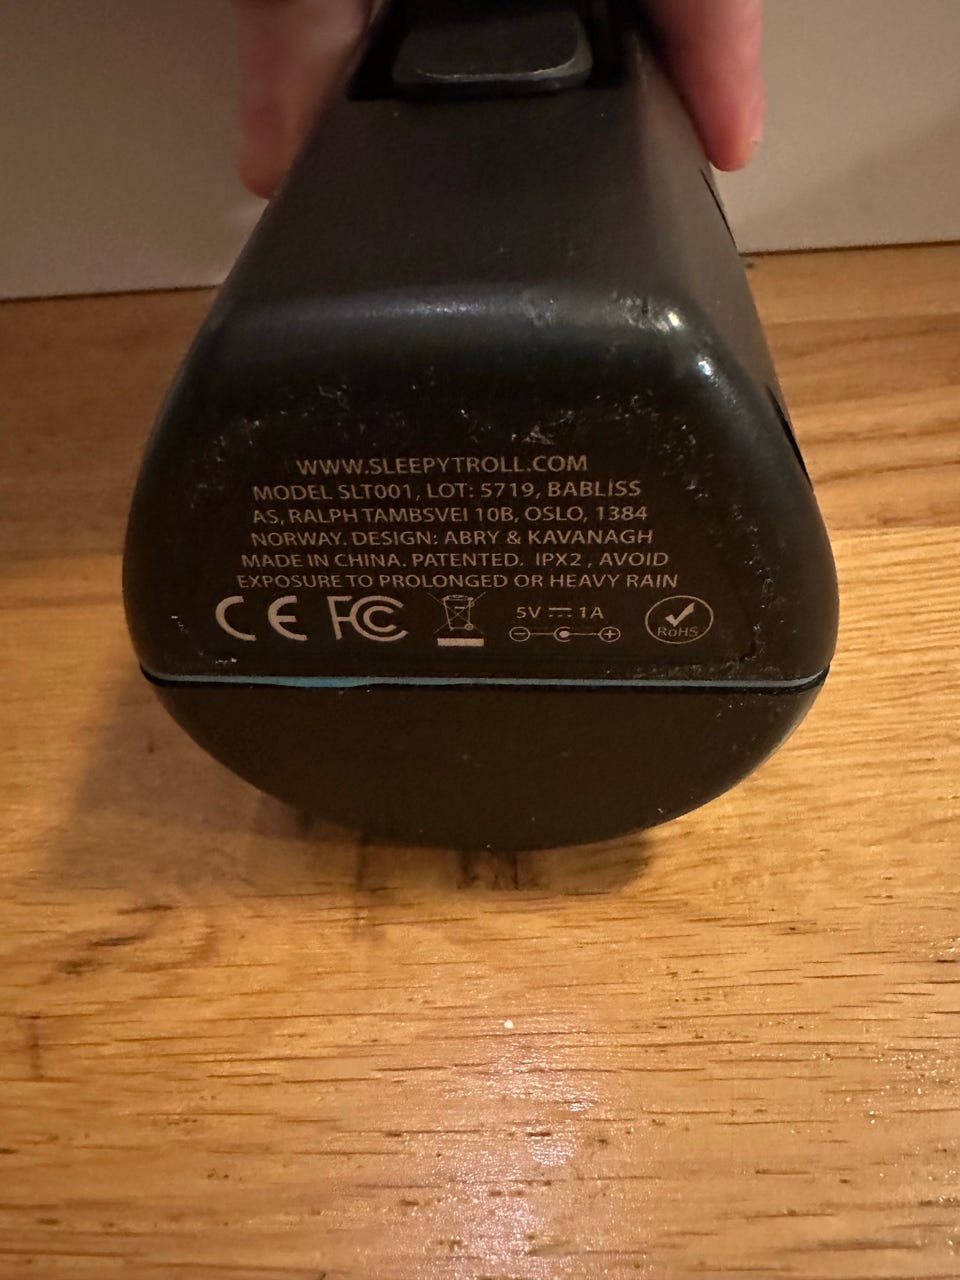 WWW.SLEEPYTROLL.COM
MODEL SLT001, LOT: 5719, BABLISS
AS, RALPH TAMBSVEI 10B, OSLO, 1384
NORWAY. DESIGN: ABRY & KAVANAGH
MADE IN CHINA. PATENTED. IPX2 , AVOID
EXPOSURE TO PROLONGED OR HEAVY RAIN
CE FCC 5V ⎓ 1A RoHS